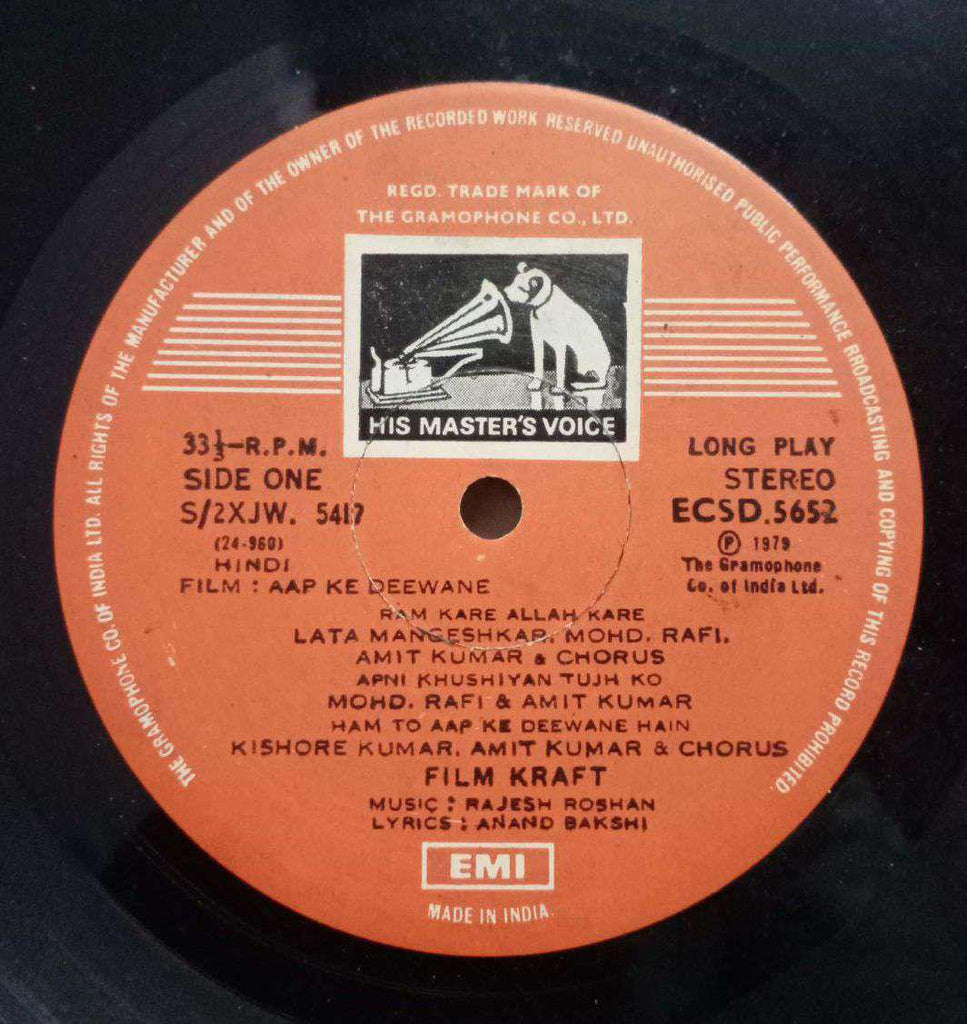 THE GRAMOPHONE CO. OF INDIA LTD. ALL RIGHTS OF THE MANUFACTURER AND OF THE OWNER OF THE RECORDED WORK RESERVED UNAUTHORISED PUBLIC PERFORMANCE BROADCASTING AND COPYING OF THIS RECORD PROHIBITED.
REGD. TRADE MARK OF
THE GRAMOPHONE CO., LTD.
HIS MASTER'S VOICE
33⅓-R.P.M.
SIDE ONE
S/2XJW. 5417
(24-960)
HINDI
FILM : AAP KE DEEWANE
LONG PLAY
STEREO
ECSD.5652
Ⓟ 1979
The Gramophone
Co. of India Ltd.
RAM KARE ALLAH KARE
LATA MANGESHKAR, MOHD. RAFI,
AMIT KUMAR & CHORUS
APNI KHUSHIYAN TUJH KO
MOHD. RAFI & AMIT KUMAR
HAM TO AAP KE DEEWANE HAIN
KISHORE KUMAR, AMIT KUMAR & CHORUS
FILM KRAFT
MUSIC : RAJESH ROSHAN
LYRICS : ANAND BAKSHI
EMI
MADE IN INDIA.